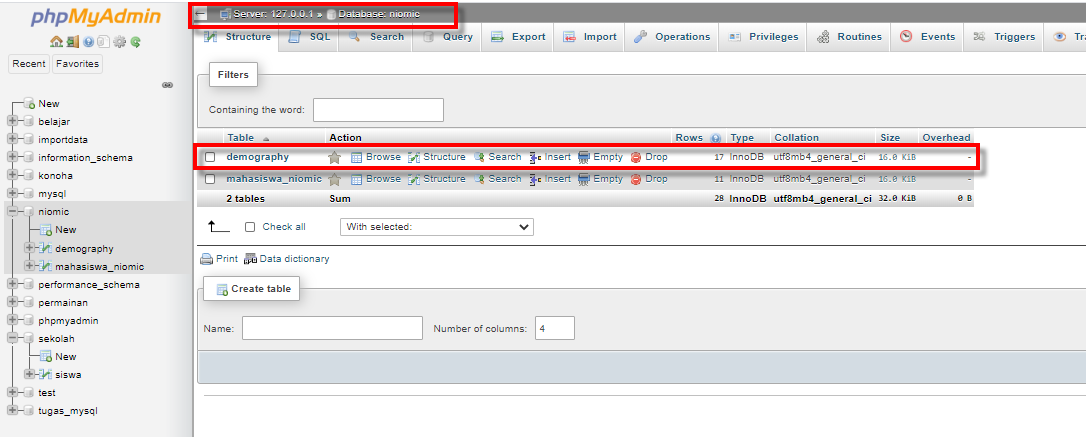 phpMyAdmin
Recent Favorites
New
belajar
importdata
information_schema
konoha
mysql
niomic
New
demography
mahasiswa_niomic
performance_schema
permainan
phpmyadmin
sekolah
New
siswa
test
tugas_mysql
Server: 127.0.0.1 » Database: niomic
Structure SQL Search Query Export Import Operations Privileges Routines Events Triggers Tra
Filters
Containing the word:
Table Action Rows Type Collation Size Overhead
demography Browse Structure Search Insert Empty Drop 17 InnoDB utf8mb4_general_ci 16.0 KiB -
mahasiswa_niomic Browse Structure Search Insert Empty Drop 11 InnoDB utf8mb4_general_ci 16.0 KiB -
2 tables Sum 28 InnoDB utf8mb4_general_ci 32.0 KiB 0 B
Check all With selected:
Print Data dictionary
Create table
Name: Number of columns: 4